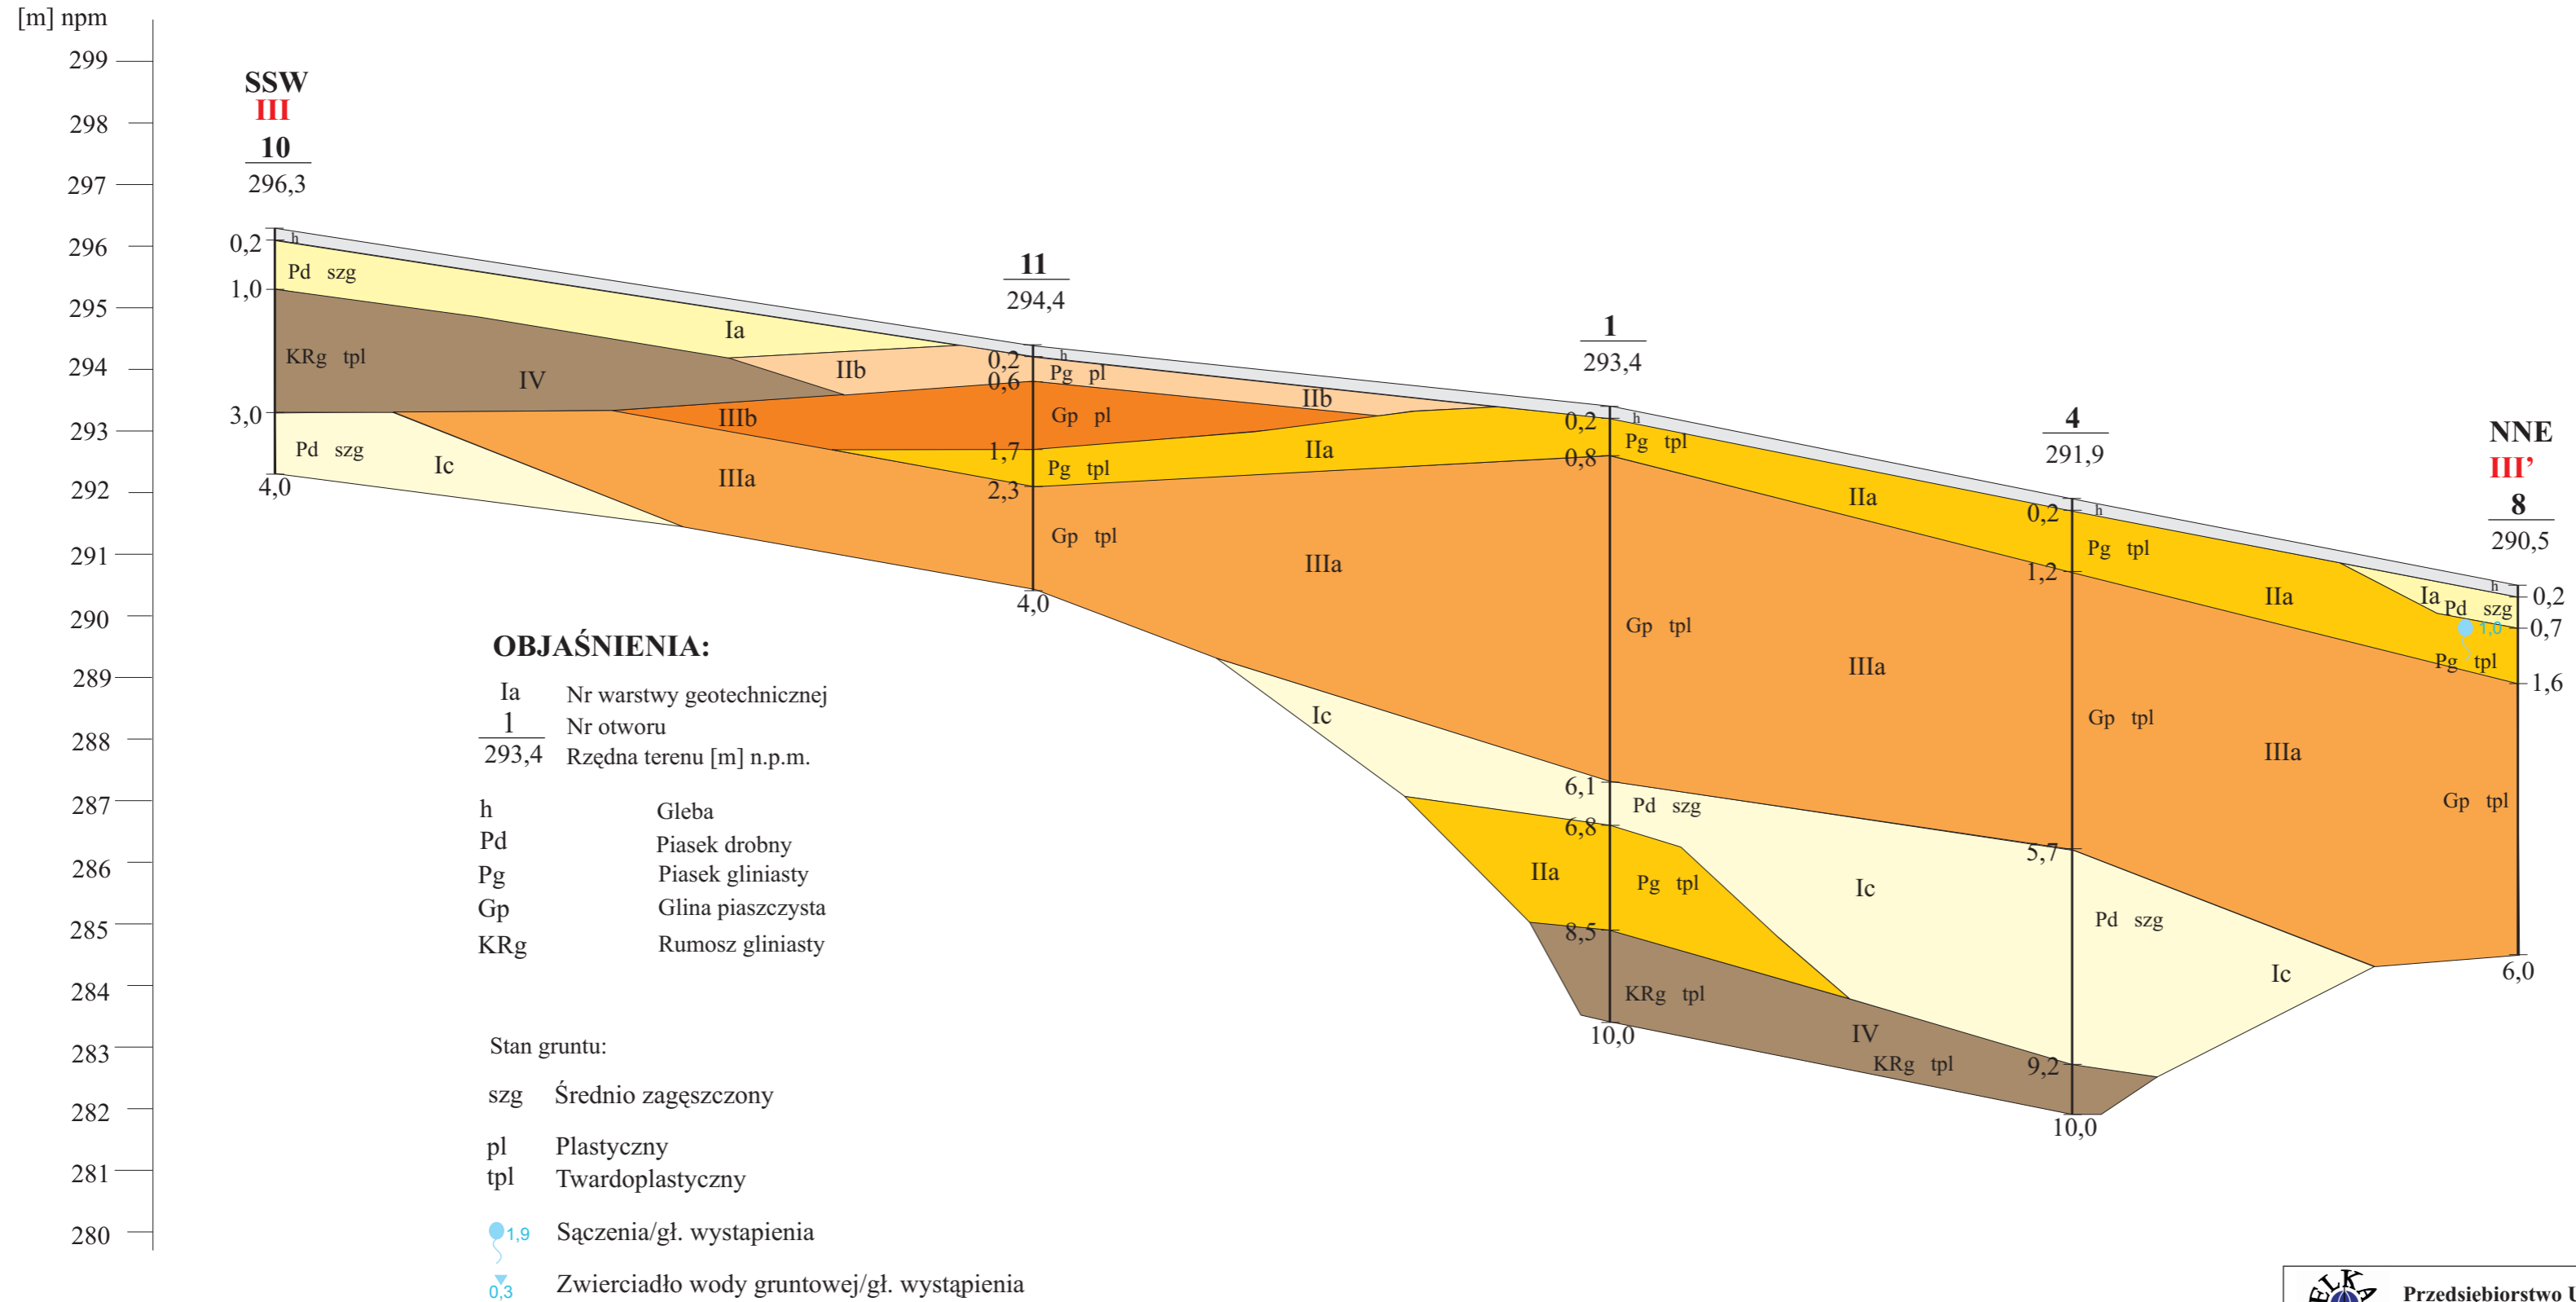 [m] npm
299
298
297
296
295
294
293
292
291
290
289
288
287
286
285
284
283
282
281
280
SSW
III
10
296,3
0,2
1,0
3,0
4,0
h
Pd szg
KRg tpl
Pd szg
Ia
IV
IIb
IIIb
IIIa
Ic
11
294,4
0,2
0,6
1,7
2,3
4,0
h
Pg pl
Gp pl
Pg tpl
Gp tpl
IIb
IIa
IIIa
Ic
IIa
1
293,4
0,2
0,8
6,1
6,8
8,5
10,0
h
Pg tpl
Gp tpl
Pd szg
Pg tpl
KRg tpl
IIa
IIIa
Ic
IV
KRg tpl
4
291,9
0,2
1,2
5,7
9,2
10,0
h
Pg tpl
Gp tpl
Pd szg
IIa
IIIa
Ic
NNE
III’
8
290,5
h
0,2
Ia
Pd szg
0,7
1,0
Pg tpl
1,6
Gp tpl
6,0
OBJAŚNIENIA:
Ia Nr warstwy geotechnicznej
1 Nr otworu
293,4 Rzędna terenu [m] n.p.m.
h Gleba
Pd Piasek drobny
Pg Piasek gliniasty
Gp Glina piaszczysta
KRg Rumosz gliniasty
Stan gruntu:
szg Średnio zagęszczony
pl Plastyczny
tpl Twardoplastyczny
1,9 Sączenia/gł. wystapienia
0,3 Zwierciadło wody gruntowej/gł. wystąpienia
ELKA
Przedsiębiorstwo U